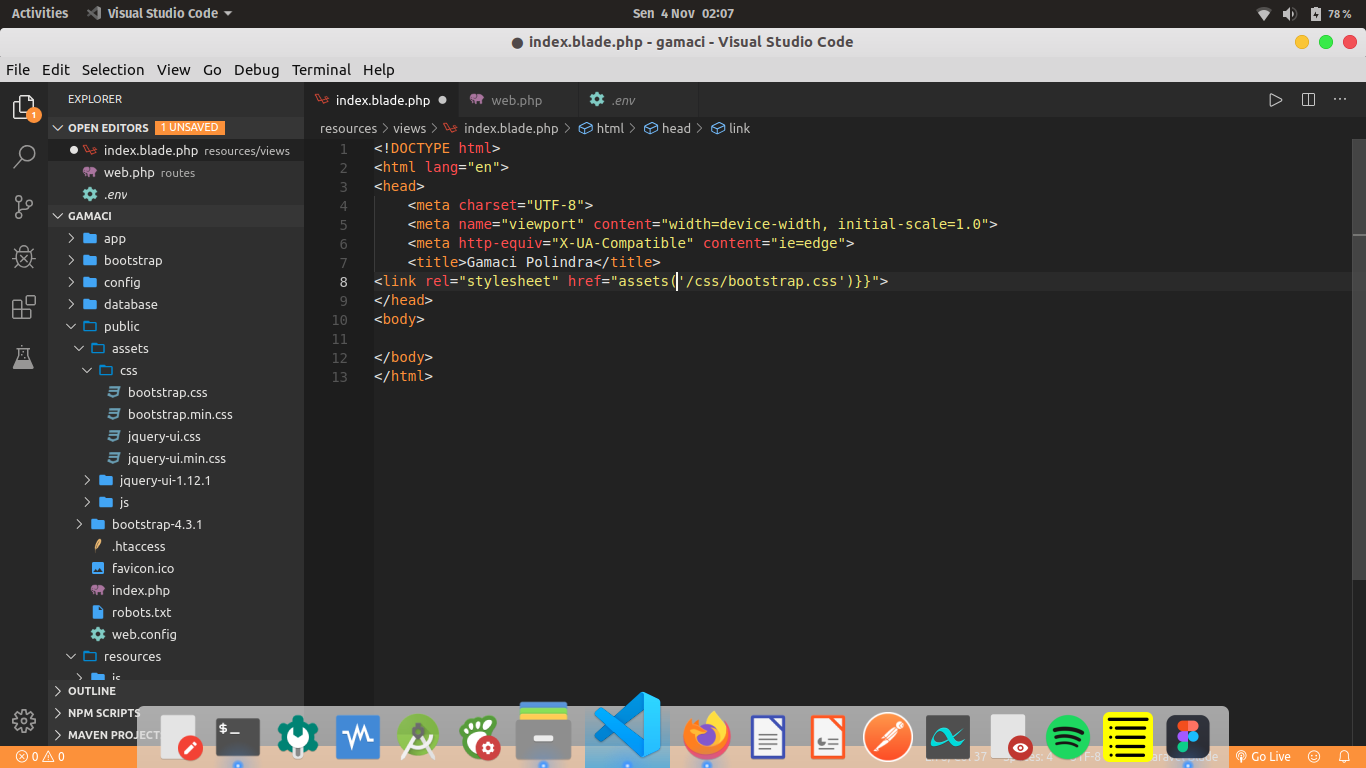 Activities Visual Studio Code Sen 4 Nov 02:07 78 %
● index.blade.php - gamaci - Visual Studio Code
File Edit Selection View Go Debug Terminal Help
EXPLORER
OPEN EDITORS 1 UNSAVED
index.blade.php resources/views
web.php routes
.env
GAMACI
app
bootstrap
config
database
public
assets
css
bootstrap.css
bootstrap.min.css
jquery-ui.css
jquery-ui.min.css
jquery-ui-1.12.1
js
bootstrap-4.3.1
.htaccess
favicon.ico
index.php
robots.txt
web.config
resources
js
OUTLINE
NPM SCRIPTS
MAVEN PROJECT
1
index.blade.php ● web.php .env
resources > views > index.blade.php > html > head > link
1 <!DOCTYPE html>
2 <html lang="en">
3 <head>
4 <meta charset="UTF-8">
5 <meta name="viewport" content="width=device-width, initial-scale=1.0">
6 <meta http-equiv="X-UA-Compatible" content="ie=edge">
7 <title>Gamaci Polindra</title>
8 <link rel="stylesheet" href="assets('/css/bootstrap.css')}}">
9 </head>
10 <body>
11
12 </body>
13 </html>
$_
0 0 Go Live